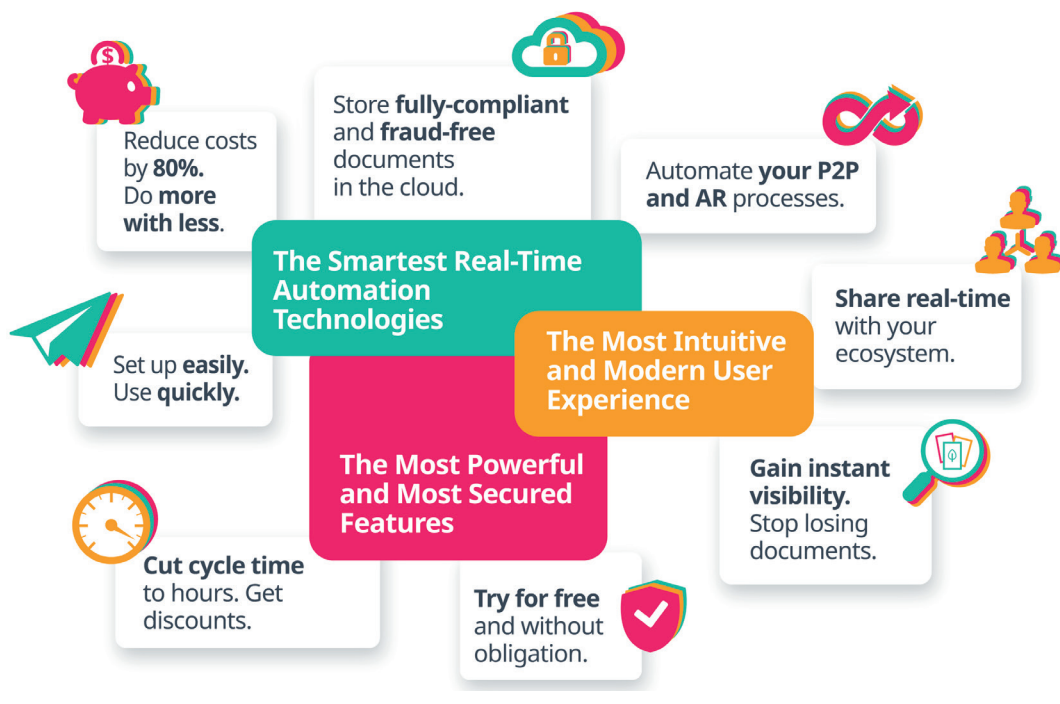 $
Reduce costs
by 80%.
Do more
with less.
Store fully-compliant
and fraud-free
documents
in the cloud.
Automate your P2P
and AR processes.
Share real-time
with your
ecosystem.
The Smartest Real-Time
Automation
Technologies
The Most Intuitive
and Modern User
Experience
The Most Powerful
and Most Secured
Features
Set up easily.
Use quickly.
Gain instant
visibility.
Stop losing
documents.
Cut cycle time
to hours. Get
discounts.
Try for free
and without
obligation.